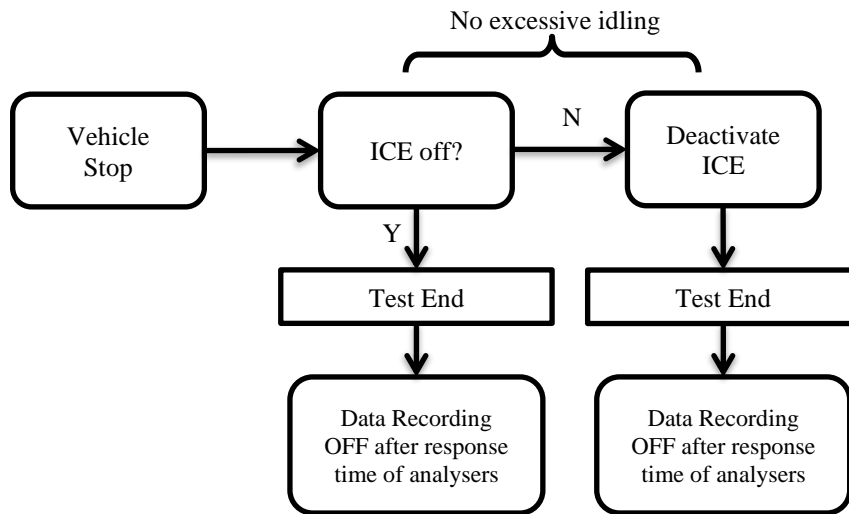 No excessive idling
Vehicle
Stop
ICE off?
N
Deactivate
ICE
Y
Test End
Test End
Data Recording
OFF after response
time of analysers
Data Recording
OFF after response
time of analysers